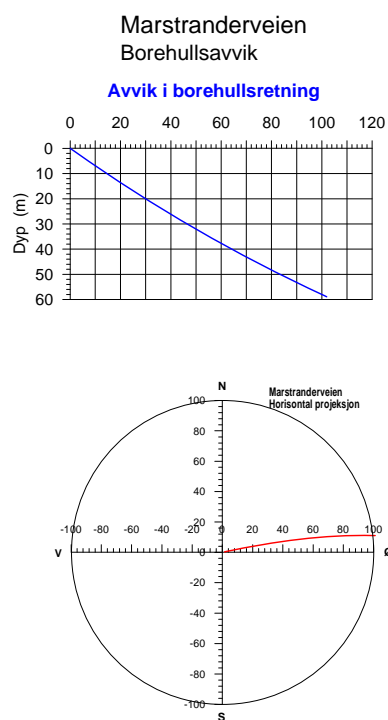 Marstranderveien
Borehullsavvik
Avvik i borehullsretning
0 20 40 60 80 100 120
0
10
20
30
40
50
60
Dyp (m)
N
Marstranderveien
Horisontal projeksjon
100
80
60
40
20
-100 -80 -60 -40 -20 0 20 40 60 80 100
V
0
Ø
-20
-40
-60
-80
-100
S